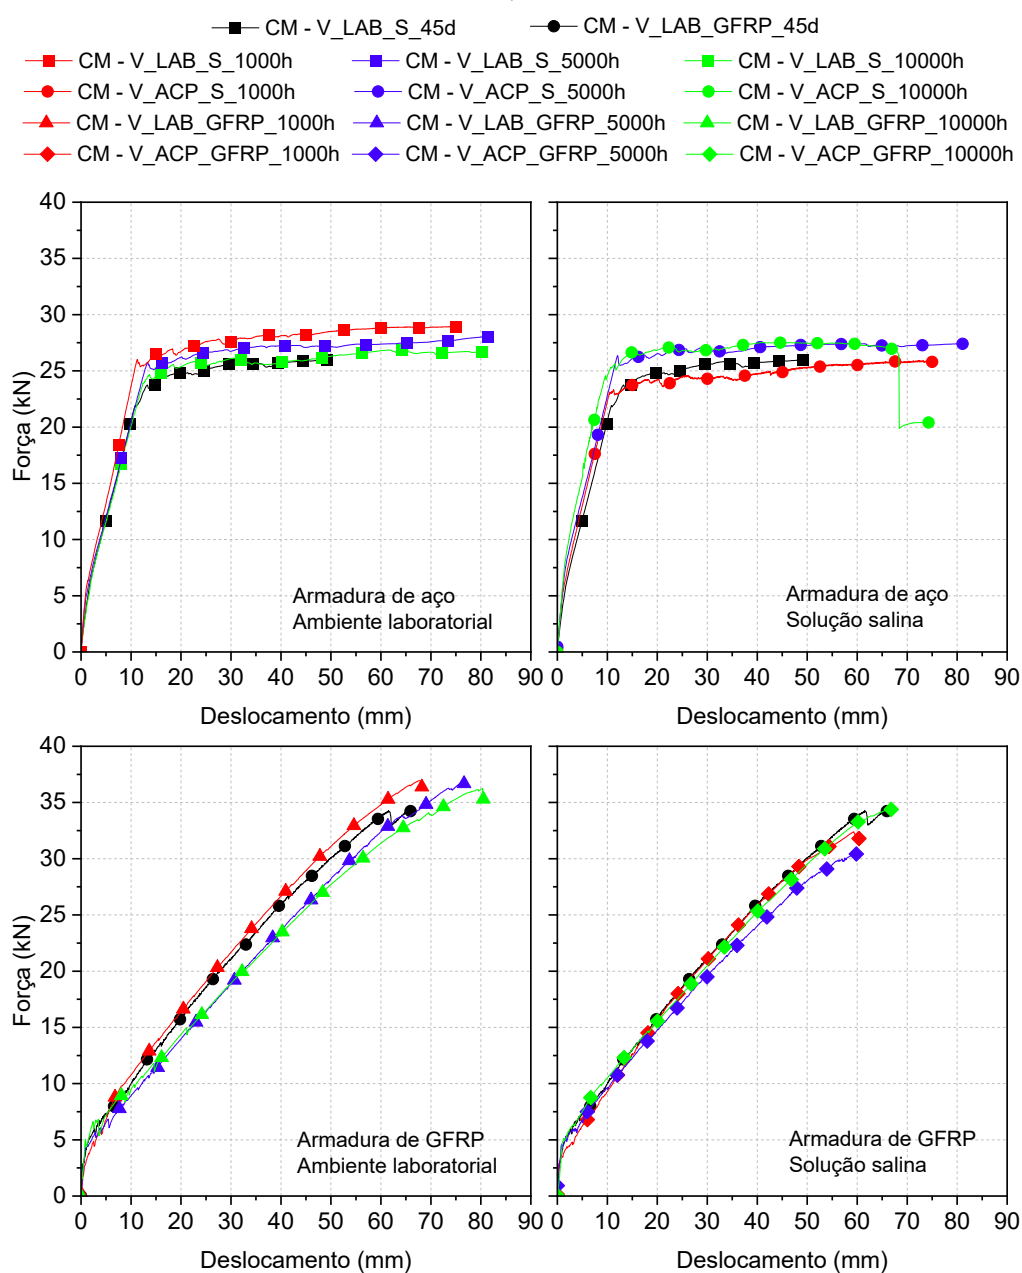 CM - V_LAB_S_45d CM - V_LAB_GFRP_45d
CM - V_LAB_S_1000h CM - V_LAB_S_5000h CM - V_LAB_S_10000h
CM - V_ACP_S_1000h CM - V_ACP_S_5000h CM - V_ACP_S_10000h
CM - V_LAB_GFRP_1000h CM - V_LAB_GFRP_5000h CM - V_LAB_GFRP_10000h
CM - V_ACP_GFRP_1000h CM - V_ACP_GFRP_5000h CM - V_ACP_GFRP_10000h
40
35
30
25
20
15
10
5
0
Força (kN)
Armadura de aço
Ambiente laboratorial
Armadura de aço
Solução salina
0 10 20 30 40 50 60 70 80 90 0 10 20 30 40 50 60 70 80 90
Deslocamento (mm) Deslocamento (mm)
40
35
30
25
20
15
10
5
0
Força (kN)
Armadura de GFRP
Ambiente laboratorial
Armadura de GFRP
Solução salina
0 10 20 30 40 50 60 70 80 90 0 10 20 30 40 50 60 70 80 90
Deslocamento (mm) Deslocamento (mm)